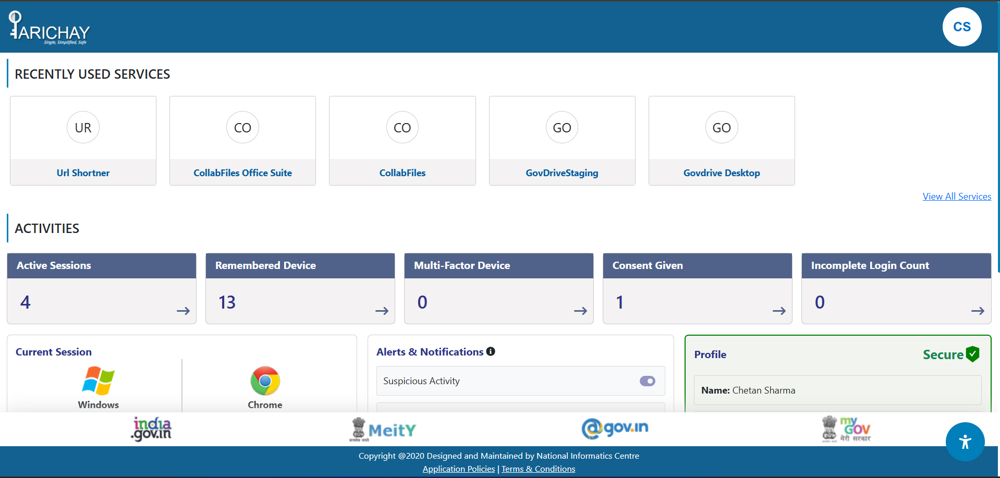 PARICHAY
Single, Simplified, Safe
CS
RECENTLY USED SERVICES
UR
CO
CO
GO
GO
Url Shortner
CollabFiles Office Suite
CollabFiles
GovDriveStaging
Govdrive Desktop
View All Services
ACTIVITIES
Active Sessions
Remembered Device
Multi-Factor Device
Consent Given
Incomplete Login Count
4
13
0
1
0
Current Session
Windows
Chrome
Alerts & Notifications
Suspicious Activity
Profile
Secure
Name: Chetan Sharma
india
.gov.in
सत्यमेव जयते
MeitY
@gov.in
my
GOV
मेरी सरकार
Copyright @2020 Designed and Maintained by National Informatics Centre
Application Policies | Terms & Conditions